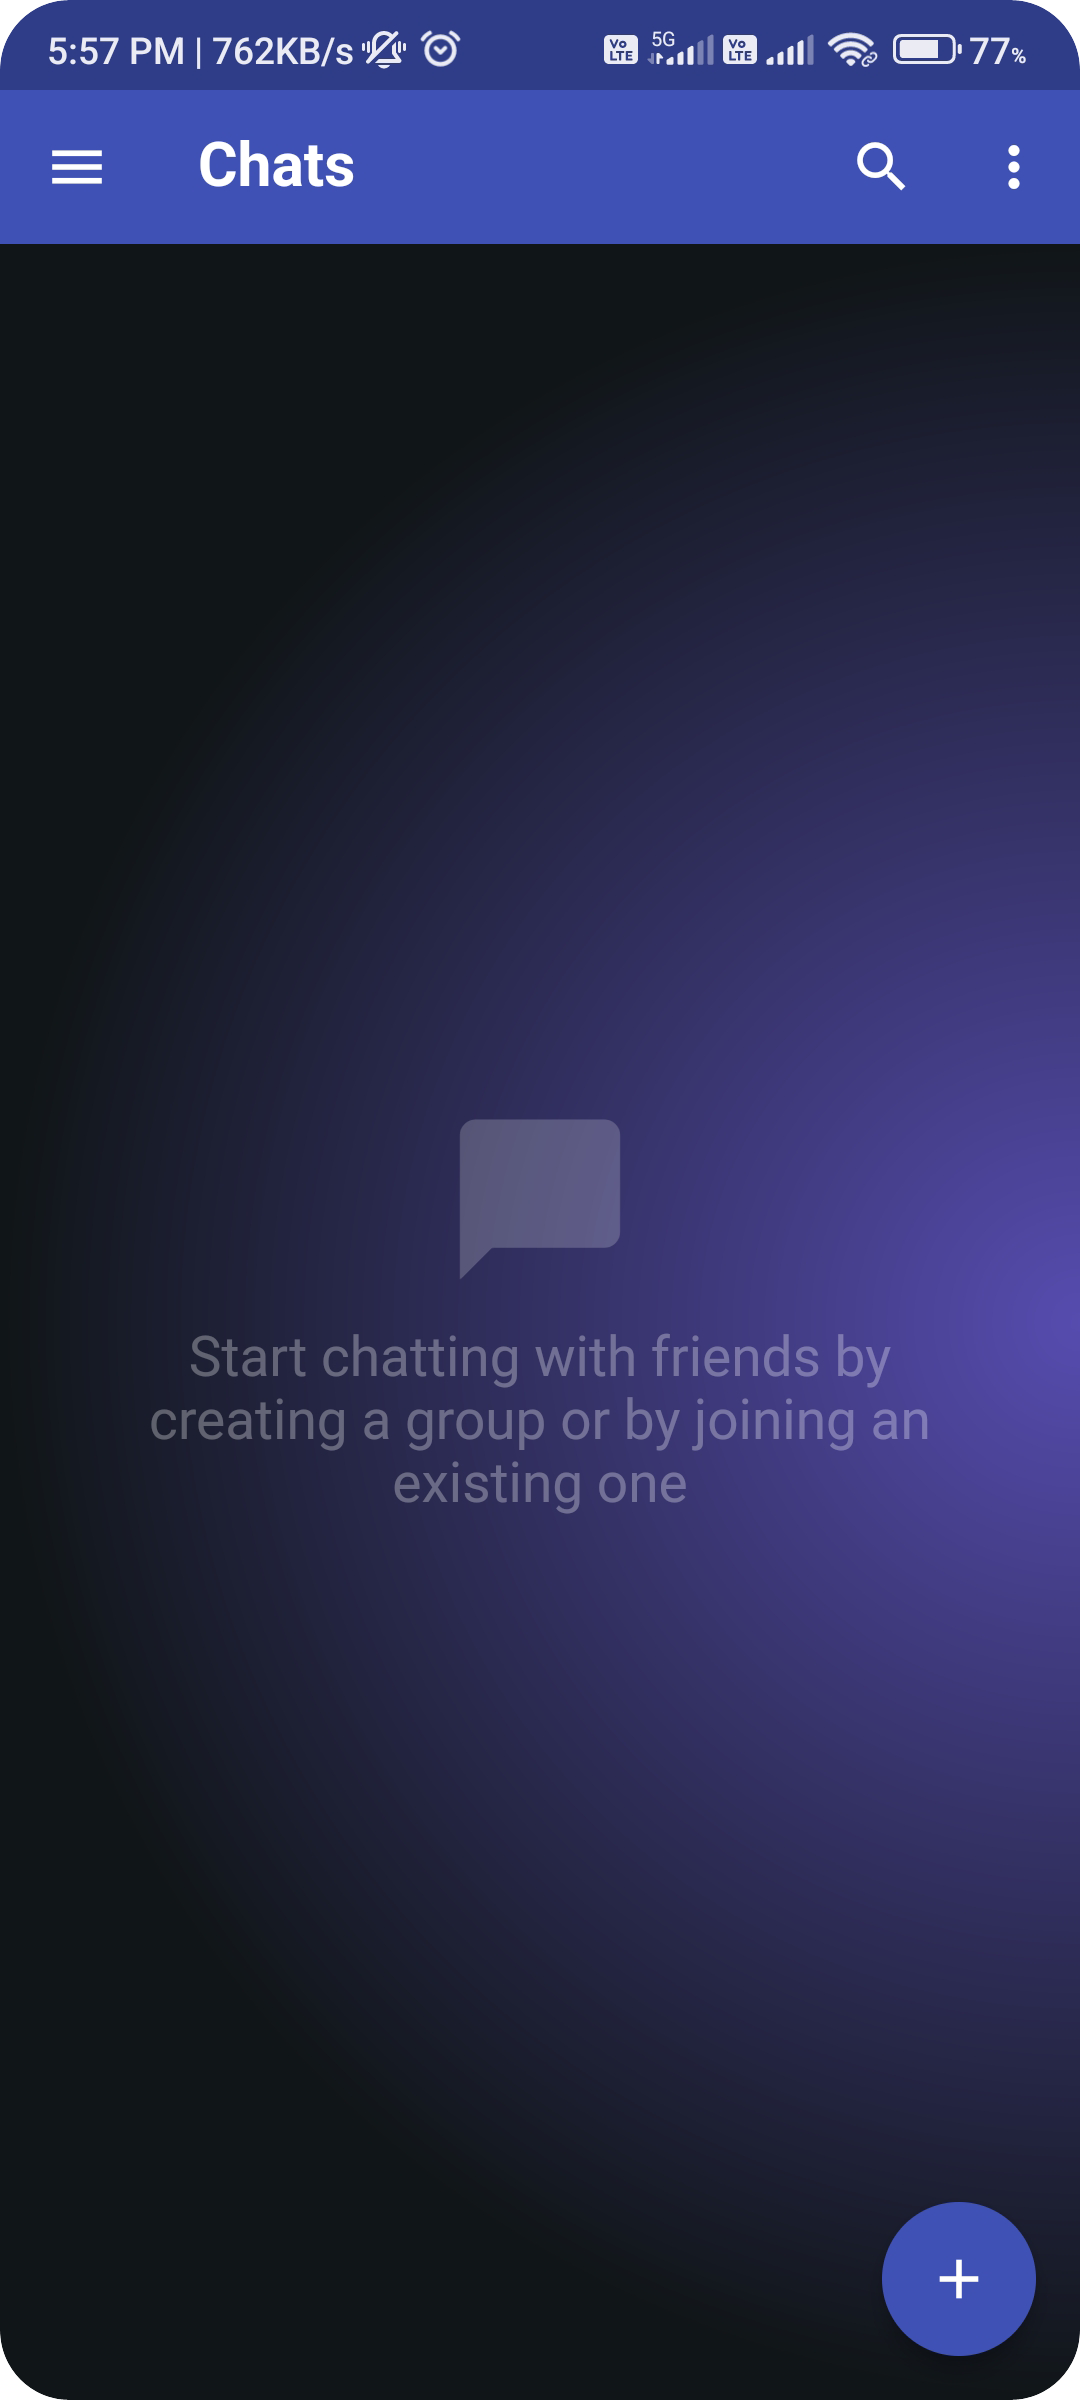 5:57 PM | 762KB/s Vo LTE 5G Vo LTE 77%
Chats
Start chatting with friends by
creating a group or by joining an
existing one